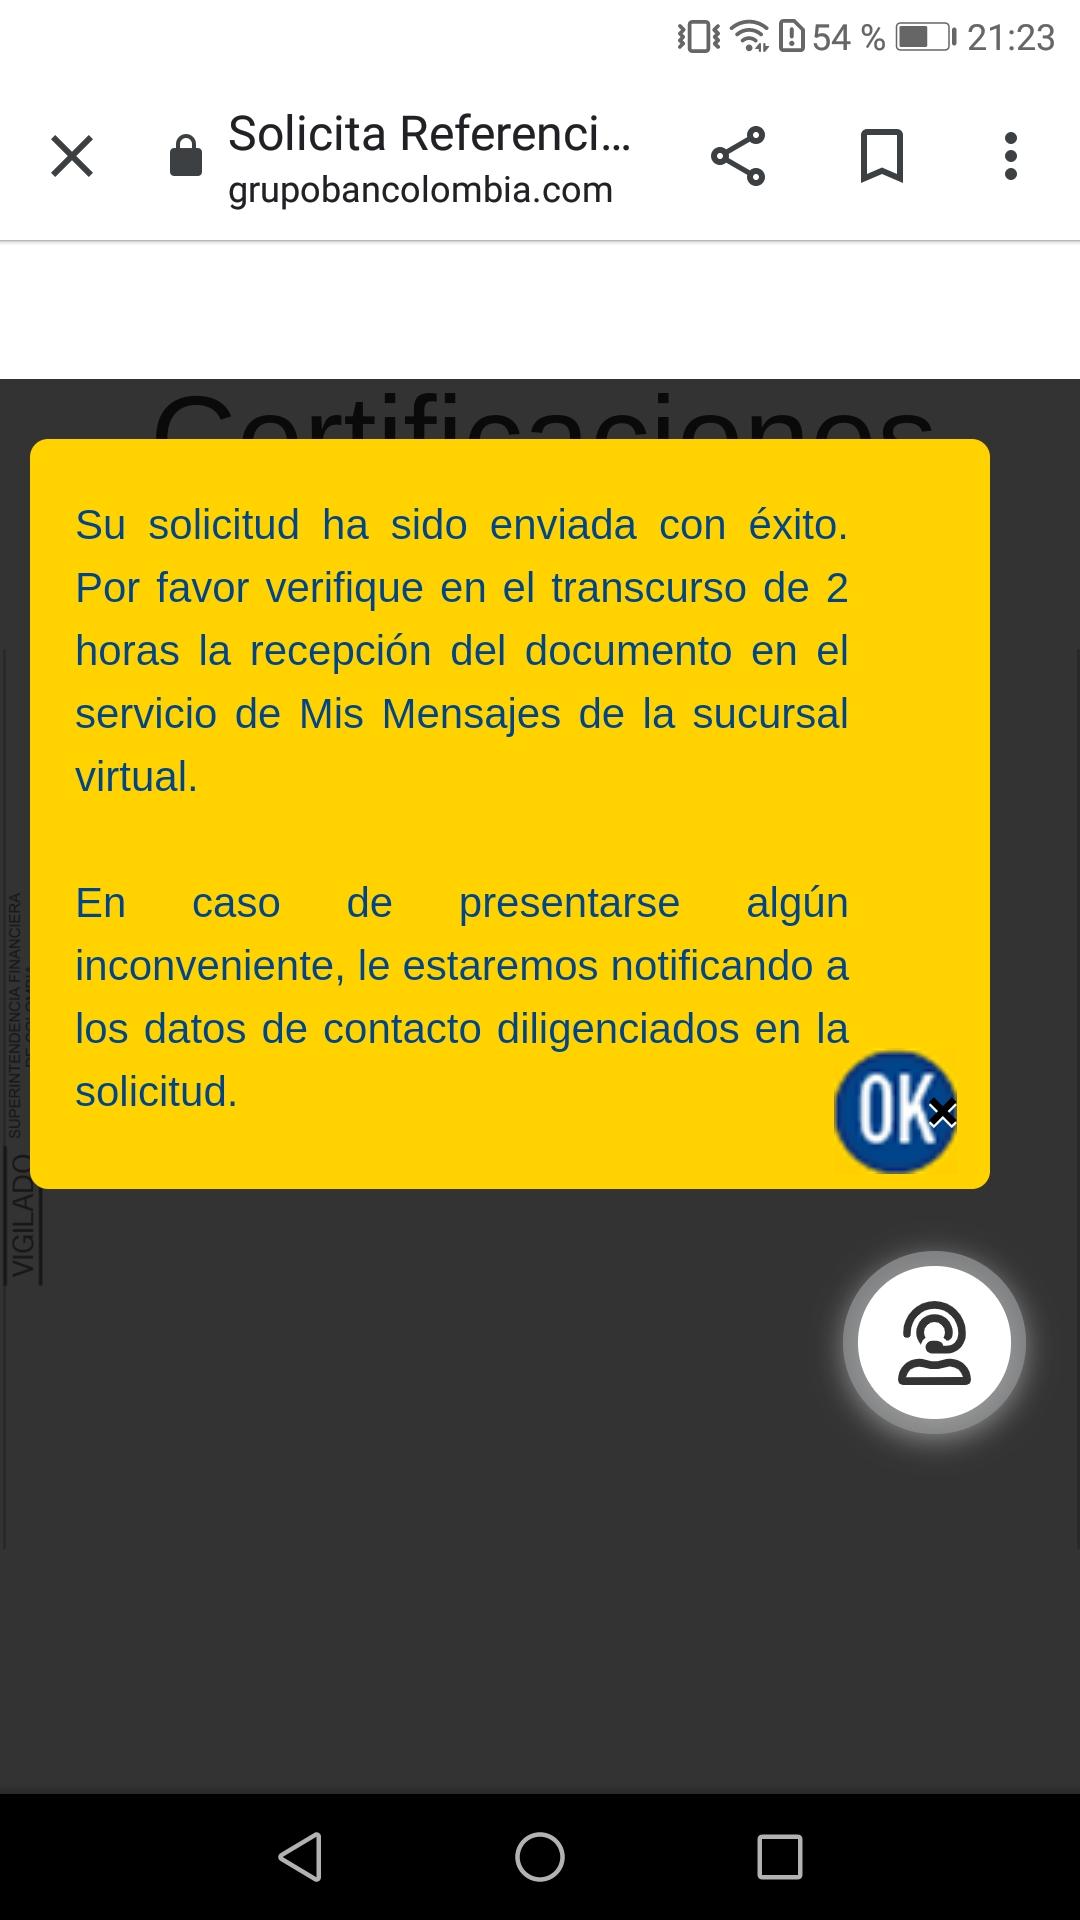 54 % 21:23
Solicita Referenci...
grupobancolombia.com
Certificaciones
Su solicitud ha sido enviada con éxito.
Por favor verifique en el transcurso de 2
horas la recepción del documento en el
servicio de Mis Mensajes de la sucursal
virtual.
En caso de presentarse algún
inconveniente, le estaremos notificando a
los datos de contacto diligenciados en la
solicitud.
OK
VIGILADO
SUPERINTENDENCIA FINANCIERA